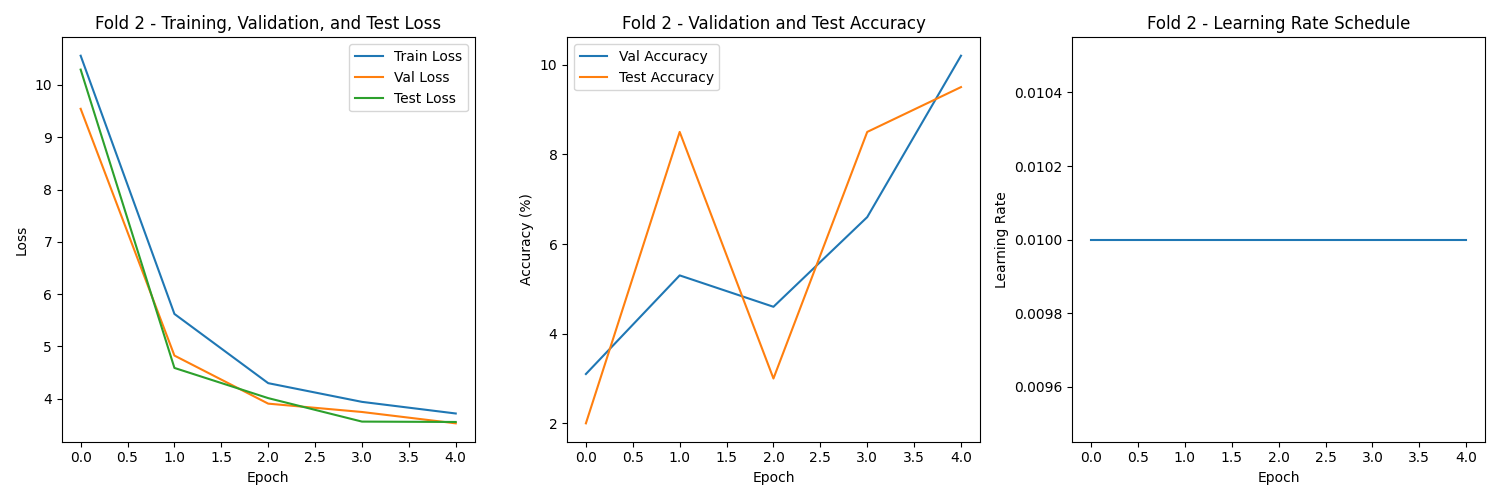 Fold 2 - Training, Validation, and Test Loss
Train Loss
Val Loss
Test Loss
10
9
8
7
6
5
4
Loss
0.0 0.5 1.0 1.5 2.0 2.5 3.0 3.5 4.0
Epoch
Fold 2 - Validation and Test Accuracy
Val Accuracy
Test Accuracy
10
8
6
4
2
Accuracy (%)
0.0 0.5 1.0 1.5 2.0 2.5 3.0 3.5 4.0
Epoch
Fold 2 - Learning Rate Schedule
0.0104
0.0102
0.0100
0.0098
0.0096
Learning Rate
0.0 0.5 1.0 1.5 2.0 2.5 3.0 3.5 4.0
Epoch